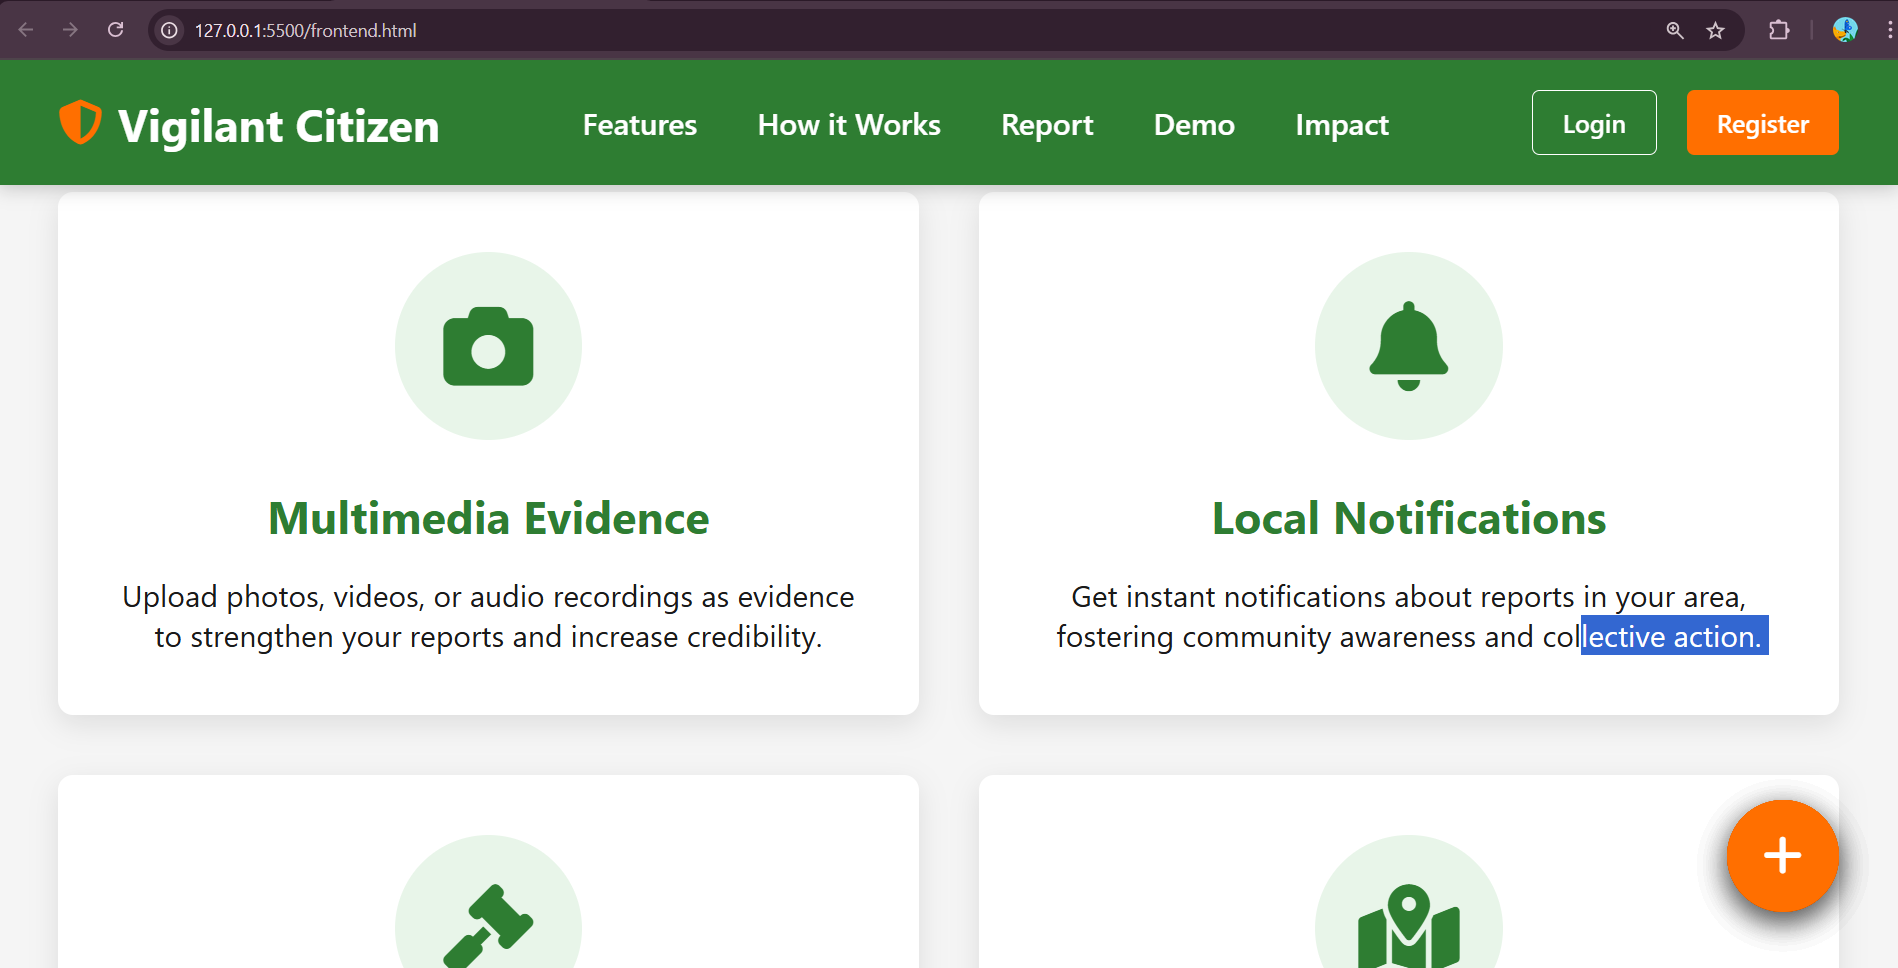 127.0.0.1:5500/frontend.html
Vigilant Citizen
Features
How it Works
Report
Demo
Impact
Login
Register
Multimedia Evidence
Upload photos, videos, or audio recordings as evidence
to strengthen your reports and increase credibility.
Local Notifications
Get instant notifications about reports in your area,
fostering community awareness and collective action.